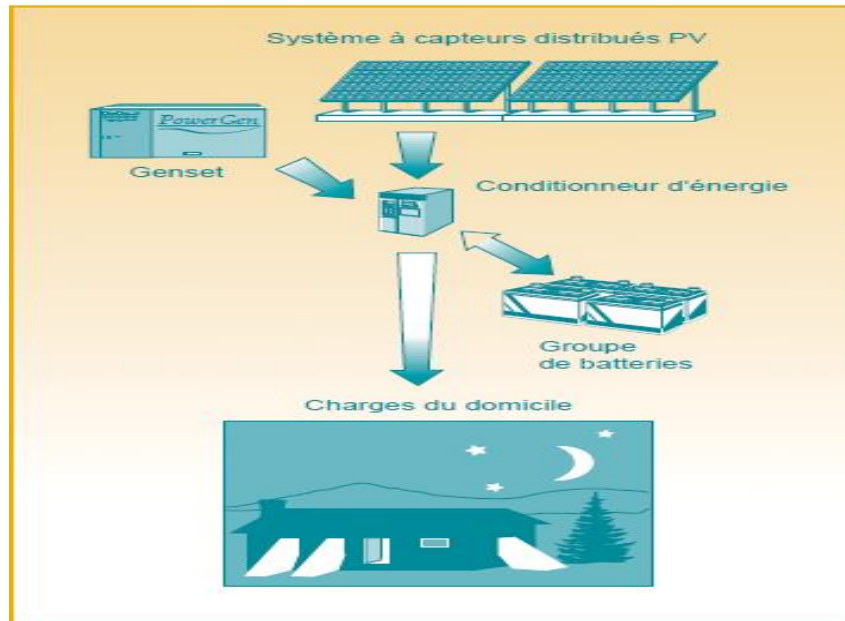 Système à capteurs distribués PV
PowerGen
Genset
Conditionneur d'énergie
Groupe
de batteries
Charges du domicile